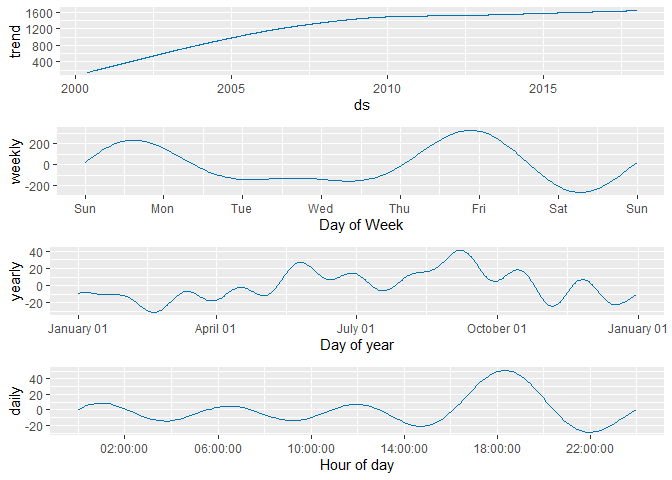 trend
1600
1200
800
400
2000 2005 2010 2015
ds
weekly
200
0
-200
Sun Mon Tue Wed Thu Fri Sat Sun
Day of Week
yearly
40
20
0
-20
January 01 April 01 July 01 October 01 January 01
Day of year
daily
40
20
0
-20
02:00:00 06:00:00 10:00:00 14:00:00 18:00:00 22:00:00
Hour of day